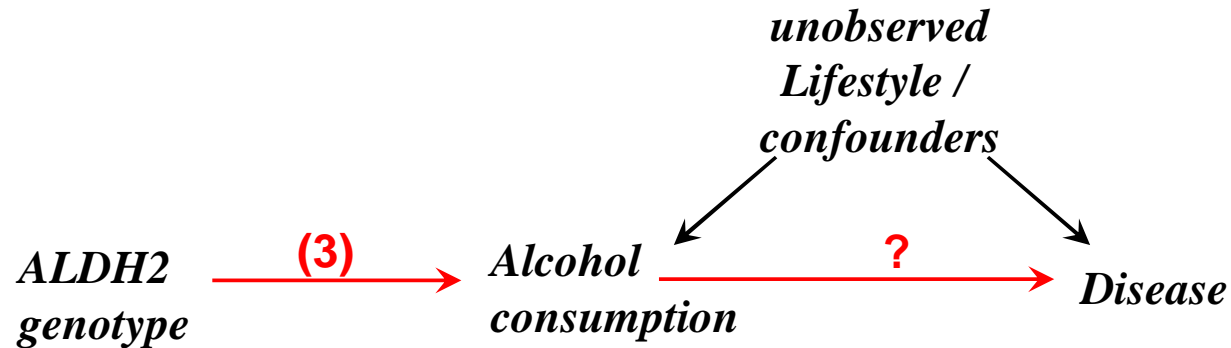 unobserved
Lifestyle /
confounders
(3)
?
ALDH2
genotype
Alcohol
consumption
Disease